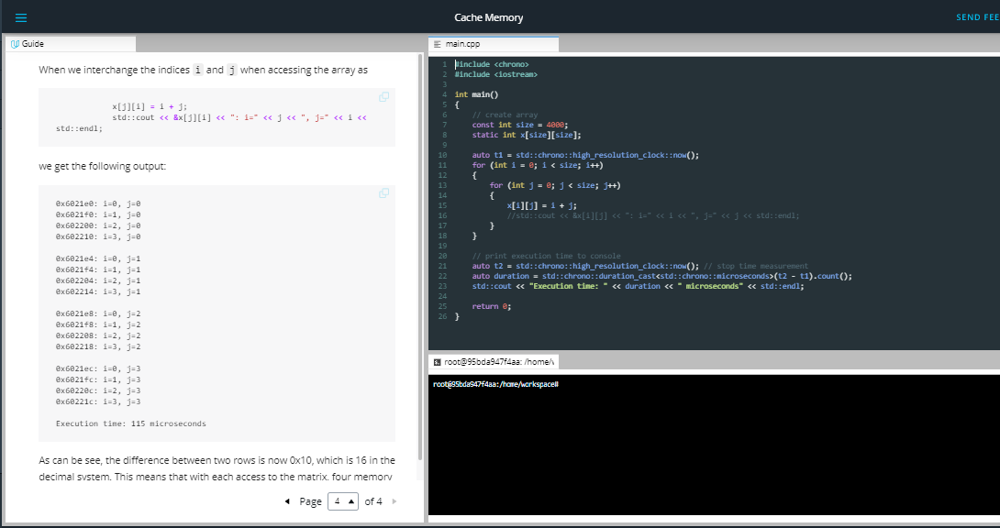 Cache Memory
SEND FEE
Guide
When we interchange the indices i and j when accessing the array as
x[j][i] = i + j;
std::cout << &x[j][i] << ": i=" << j << ", j=" << i <<
std::endl;
we get the following output:
0x6021e0: i=0, j=0
0x6021f0: i=1, j=0
0x602200: i=2, j=0
0x602210: i=3, j=0
0x6021e4: i=0, j=1
0x6021f4: i=1, j=1
0x602204: i=2, j=1
0x602214: i=3, j=1
0x6021e8: i=0, j=2
0x6021f8: i=1, j=2
0x602208: i=2, j=2
0x602218: i=3, j=2
0x6021ec: i=0, j=3
0x6021fc: i=1, j=3
0x60220c: i=2, j=3
0x60221c: i=3, j=3
Execution time: 115 microseconds
As can be see, the difference between two rows is now 0x10, which is 16 in the
decimal system. This means that with each access to the matrix, four memory
Page 4 of 4
main.cpp
1 #include <chrono>
2 #include <iostream>
3
4 int main()
5 {
6 // create array
7 const int size = 4000;
8 static int x[size][size];
9
10 auto t1 = std::chrono::high_resolution_clock::now();
11 for (int i = 0; i < size; i++)
12 {
13 for (int j = 0; j < size; j++)
14 {
15 x[i][j] = i + j;
16 //std::cout << &x[i][j] << ": i=" << i << ", j=" << j << std::endl;
17 }
18 }
19
20 // print execution time to console
21 auto t2 = std::chrono::high_resolution_clock::now(); // stop time measurement
22 auto duration = std::chrono::duration_cast<std::chrono::microseconds>(t2 - t1).count();
23 std::cout << "Execution time: " << duration << " microseconds" << std::endl;
24
25 return 0;
26 }
root@95bda947f4aa: /home/w
root@95bda947f4aa:/home/workspace#